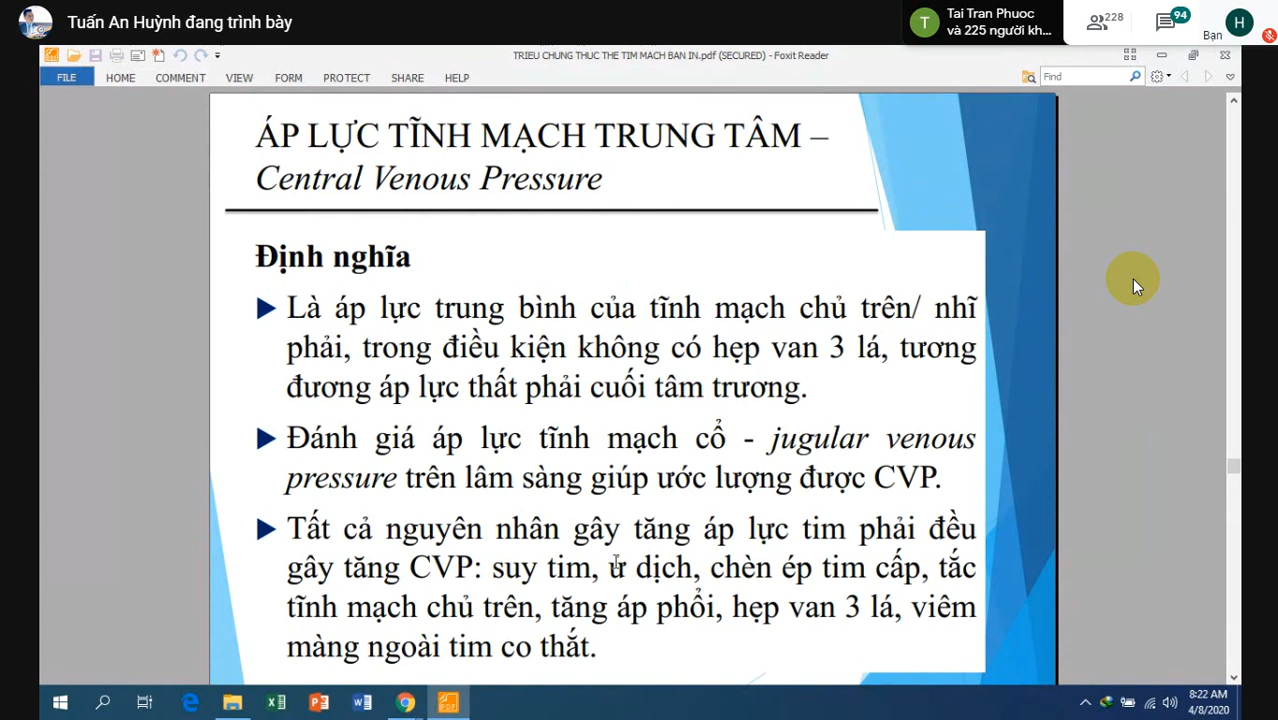 Tuấn An Huỳnh đang trình bày
T
Tai Tran Phuoc
và 225 người kh...
228
94
Bạn
H
TRIEU CHUNG THUC THE TIM MACH BAN IN.pdf (SECURED) - Foxit Reader
FILE HOME COMMENT VIEW FORM PROTECT SHARE HELP
Find
ÁP LỰC TĨNH MẠCH TRUNG TÂM –
Central Venous Pressure
Định nghĩa
Là áp lực trung bình của tĩnh mạch chủ trên/ nhĩ
phải, trong điều kiện không có hẹp van 3 lá, tương
đương áp lực thất phải cuối tâm trương.
Đánh giá áp lực tĩnh mạch cổ - jugular venous
pressure trên lâm sàng giúp ước lượng được CVP.
Tất cả nguyên nhân gây tăng áp lực tim phải đều
gây tăng CVP: suy tim, ứ dịch, chèn ép tim cấp, tắc
tĩnh mạch chủ trên, tăng áp phổi, hẹp van 3 lá, viêm
màng ngoài tim co thắt.
8:22 AM
4/8/2020